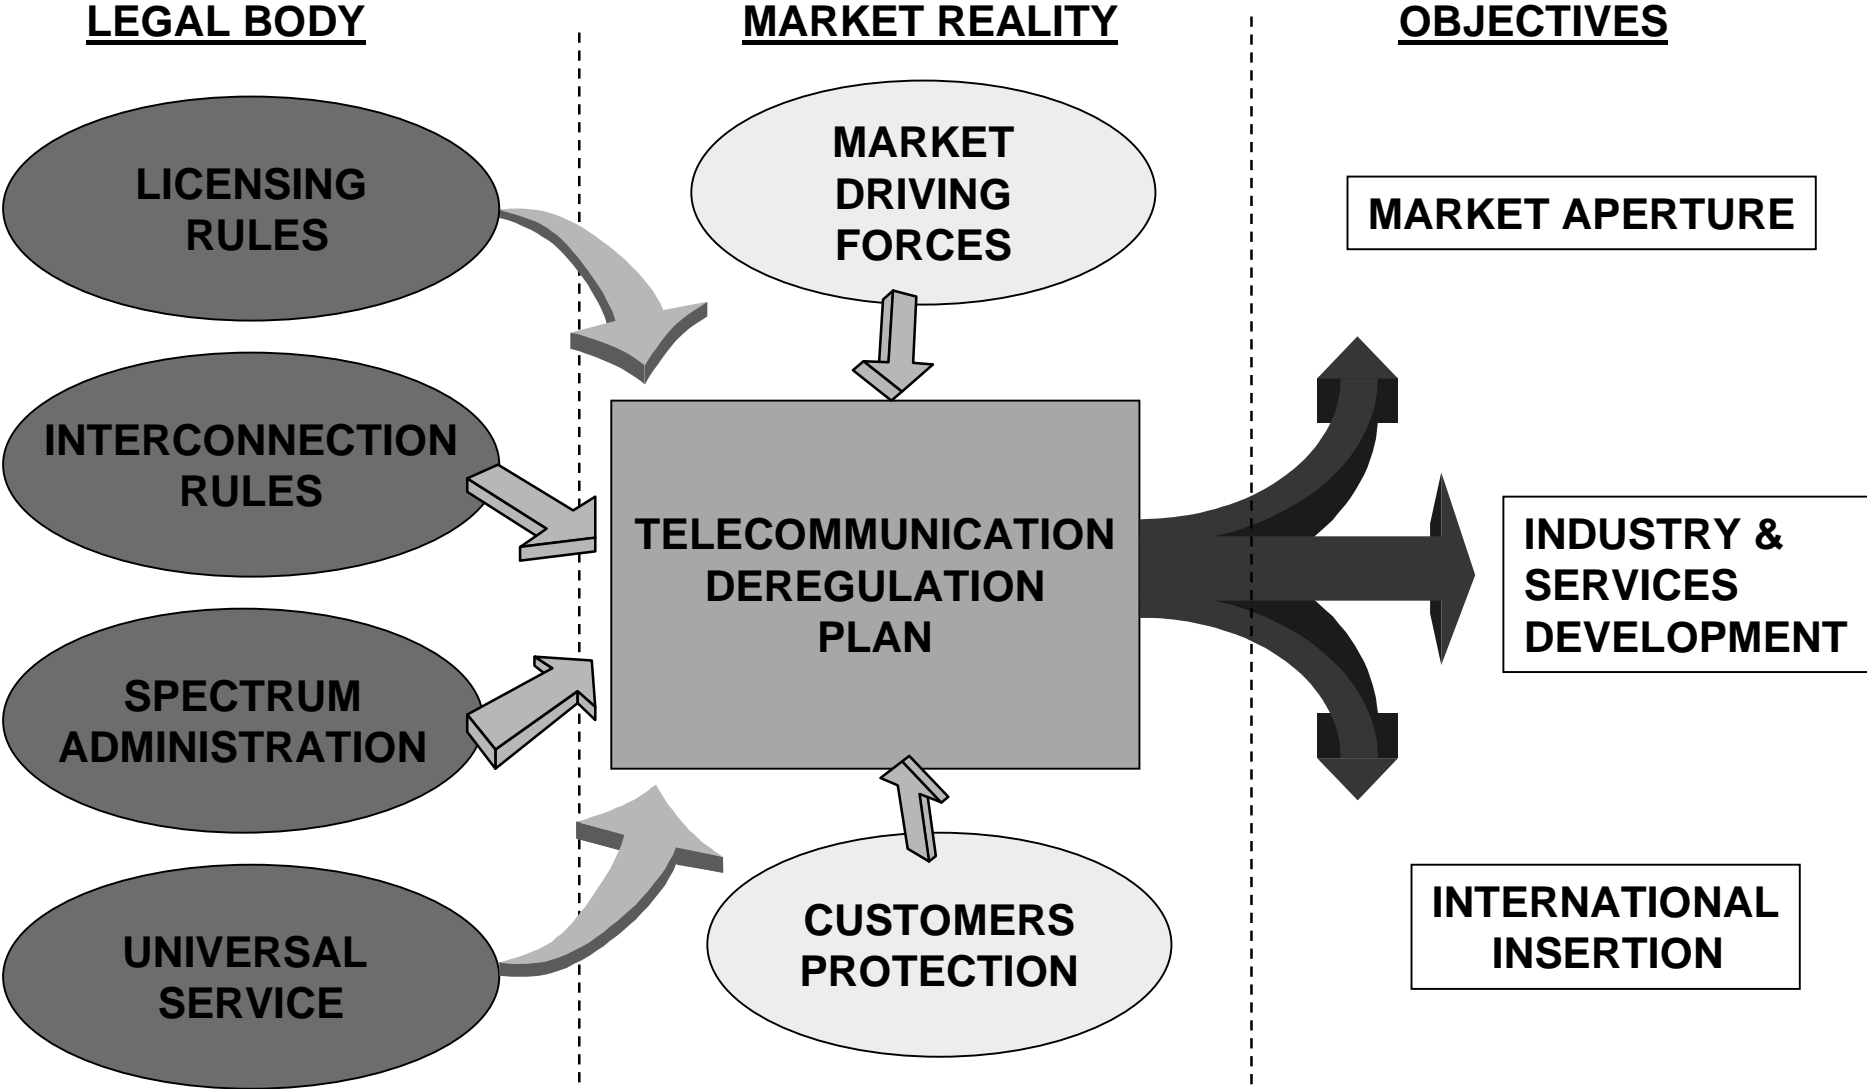 LEGAL BODY
MARKET REALITY
OBJECTIVES
LICENSING
RULES
INTERCONNECTION
RULES
SPECTRUM
ADMINISTRATION
UNIVERSAL
SERVICE
MARKET
DRIVING
FORCES
TELECOMMUNICATION
DEREGULATION
PLAN
CUSTOMERS
PROTECTION
MARKET APERTURE
INDUSTRY &
SERVICES
DEVELOPMENT
INTERNATIONAL
INSERTION